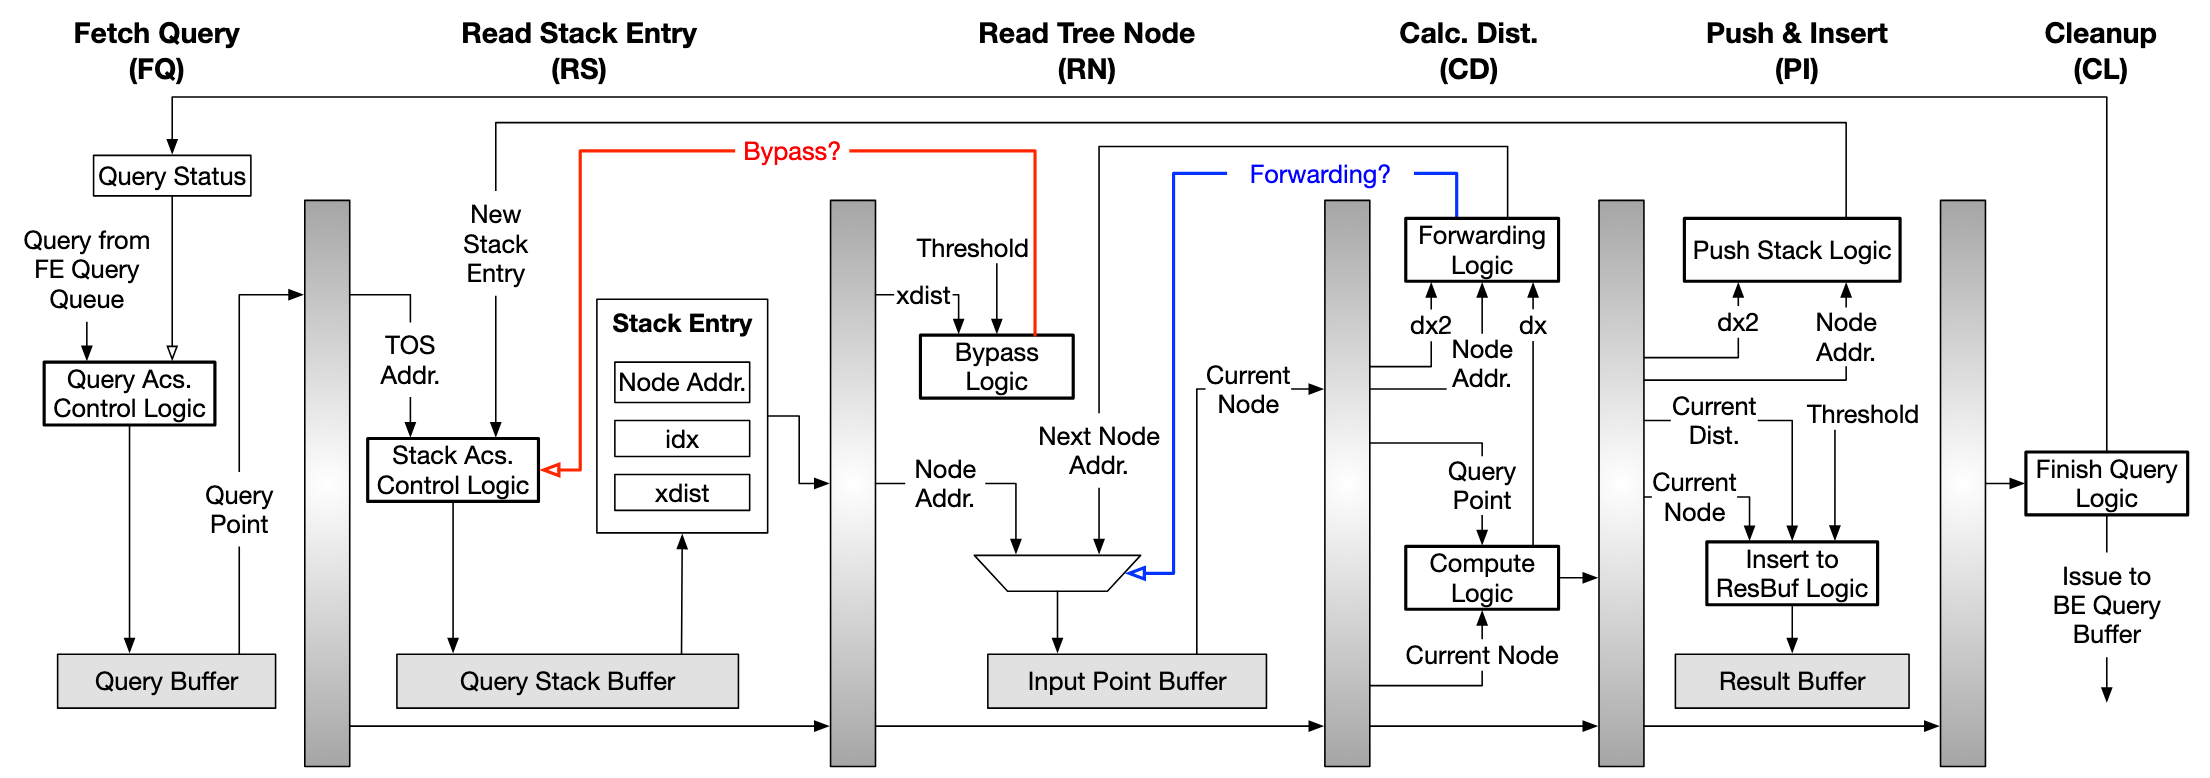 Fetch Query
(FQ)
Read Stack Entry
(RS)
Read Tree Node
(RN)
Calc. Dist.
(CD)
Push & Insert
(PI)
Cleanup
(CL)
Query Status
Query from
FE Query
Queue
Query Acs.
Control Logic
Query
Point
Query Buffer
TOS
Addr.
New
Stack
Entry
Bypass?
Stack Acs.
Control Logic
Stack Entry
Node Addr.
idx
xdist
Query Stack Buffer
Threshold
xdist
Bypass
Logic
Node
Addr.
Next Node
Addr.
Forwarding?
Current
Node
Input Point Buffer
Forwarding
Logic
dx2
Node
Addr.
dx
Query
Point
Compute
Logic
Current Node
Push Stack Logic
dx2
Node
Addr.
Current
Dist.
Threshold
Current
Node
Insert to
ResBuf Logic
Result Buffer
Finish Query
Logic
Issue to
BE Query
Buffer